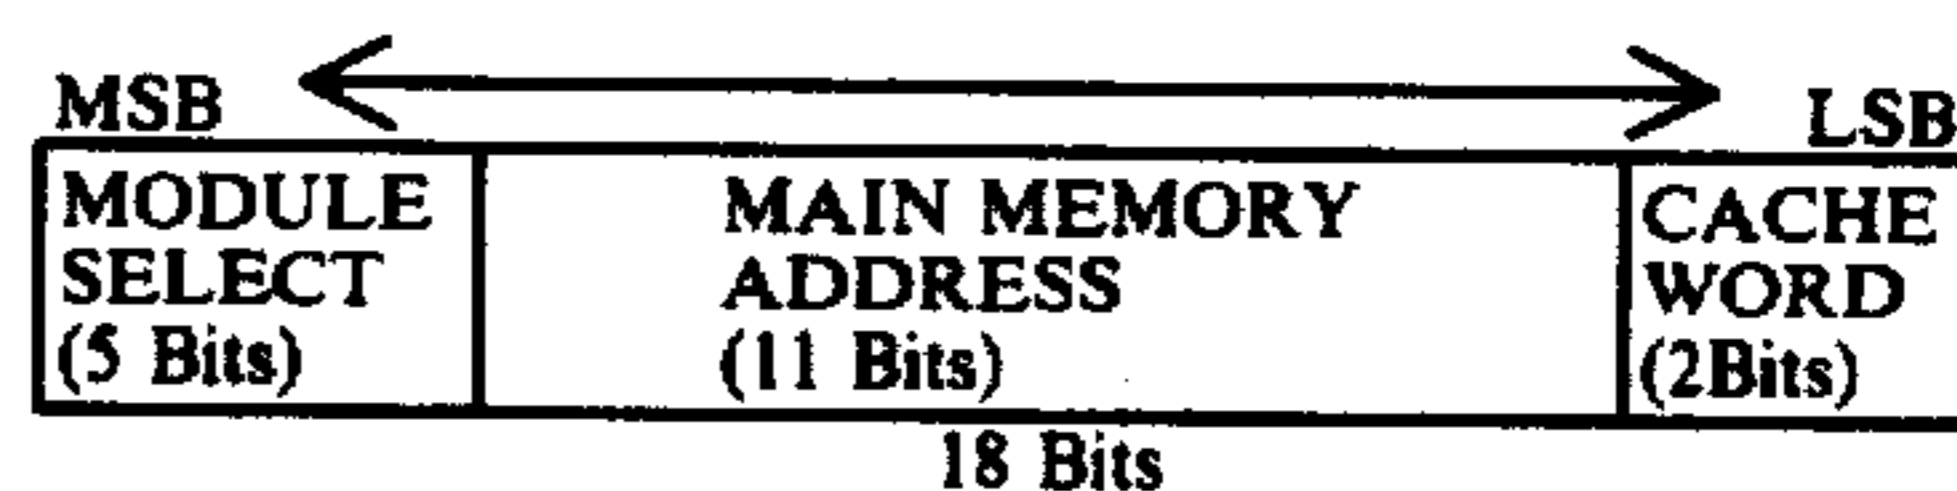 MSB
LSB
MODULE
SELECT
(5 Bits)
MAIN MEMORY
ADDRESS
(11 Bits)
CACHE
WORD
(2Bits)
18 Bits